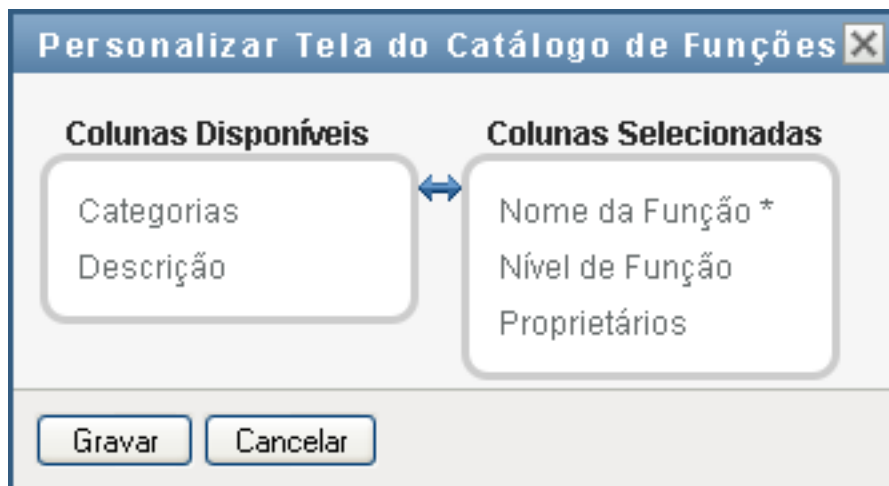 Personalizar Tela do Catálogo de Funções
Colunas Disponíveis
Categorias
Descrição
Colunas Selecionadas
Nome da Função *
Nível de Função
Proprietários
Gravar
Cancelar